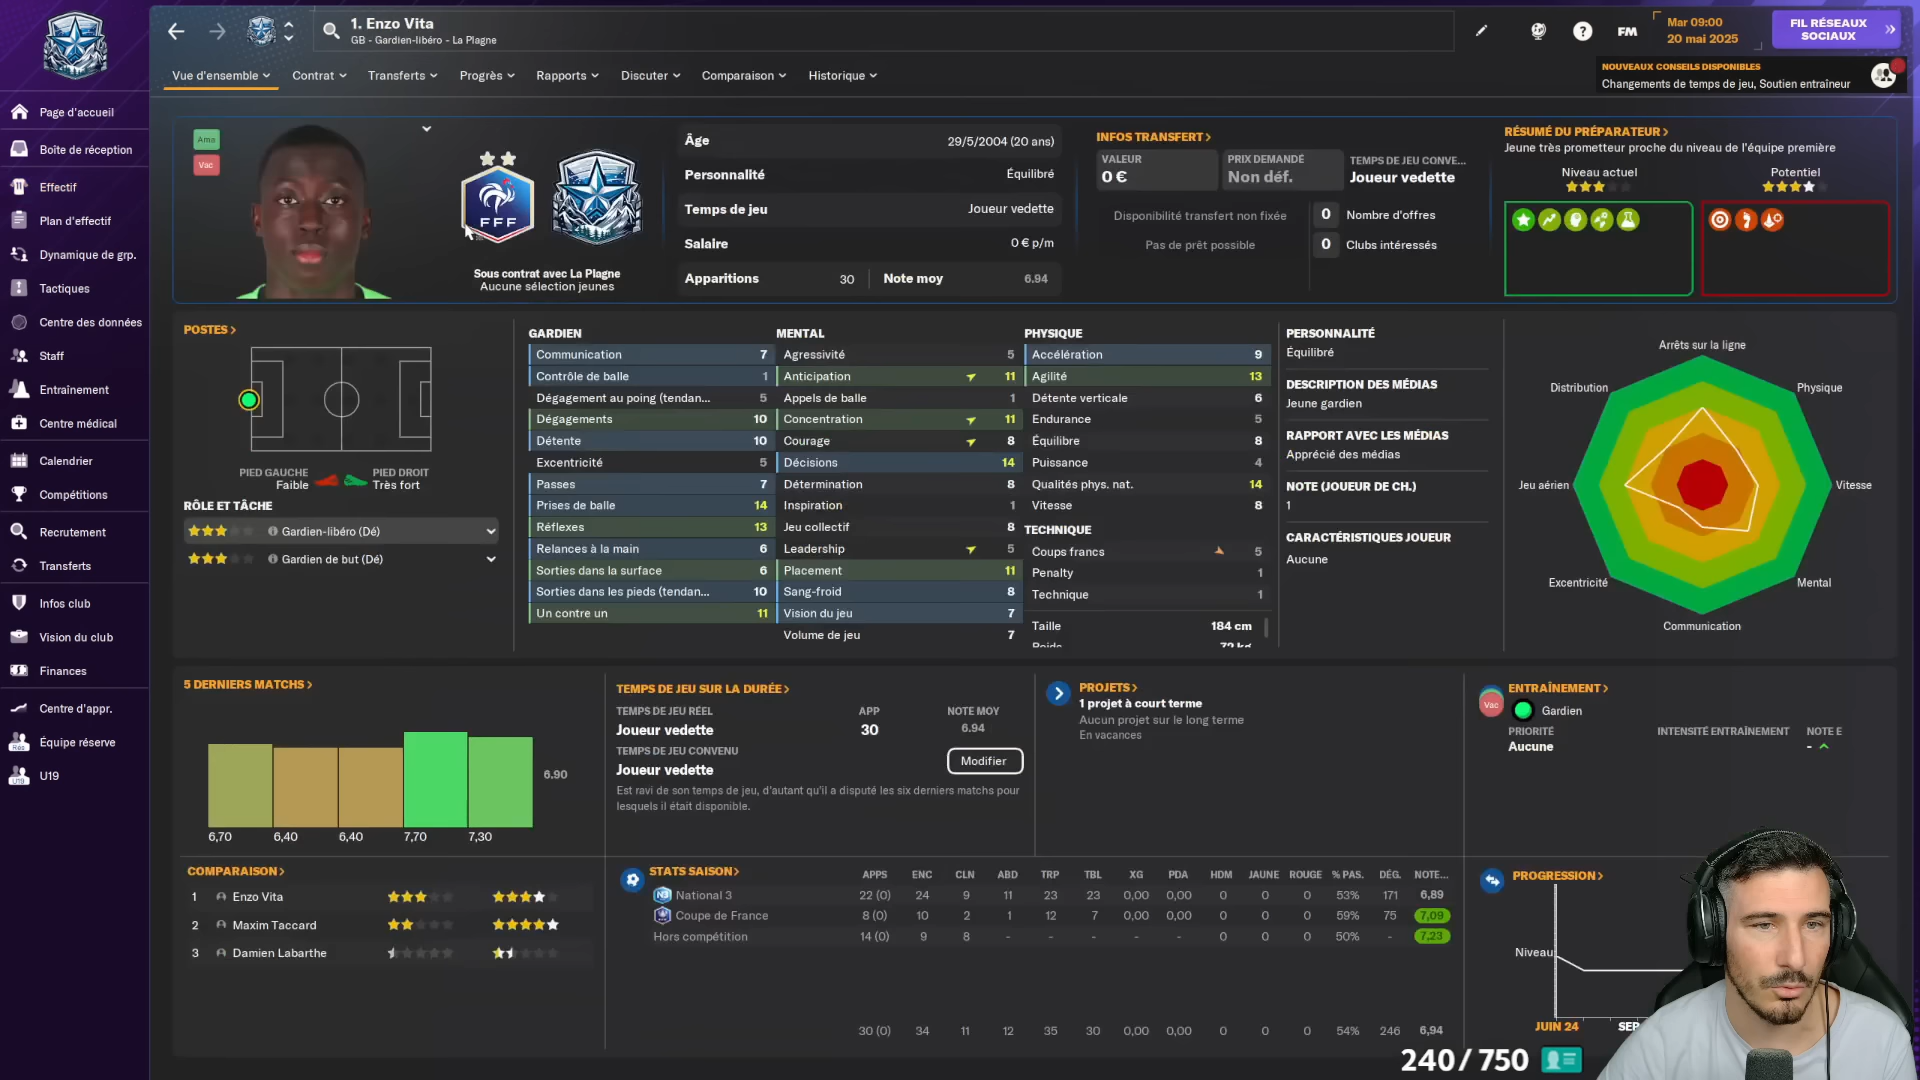 1. Enzo Vita
GB - Gardien-libéro - La Plagne
FM
Mar 09:00
20 mai 2025
FIL RÉSEAUX
SOCIAUX
Vue d'ensemble
Contrat
Transferts
Progrès
Rapports
Discuter
Comparaison
Historique
NOUVEAUX CONSEILS DISPONIBLES
Changements de temps de jeu, Soutien entraîneur
Page d'accueil
Boîte de réception
Effectif
Plan d'effectif
Dynamique de grp.
Tactiques
Centre des données
Staff
Entraînement
Centre médical
Calendrier
Compétitions
Recrutement
Transferts
Infos club
Vision du club
Finances
Centre d'appr.
Équipe réserve
U19
Ama
Vac
FFF
Sous contrat avec La Plagne
Aucune sélection jeunes
Âge 29/5/2004 (20 ans)
Personnalité Équilibré
Temps de jeu Joueur vedette
Salaire 0 € p/m
Apparitions 30 Note moy 6.94
INFOS TRANSFERT
VALEUR
0 €
PRIX DEMANDÉ
Non déf.
TEMPS DE JEU CONVE...
Joueur vedette
Disponibilité transfert non fixée
Pas de prêt possible
0 Nombre d'offres
0 Clubs intéressés
RÉSUMÉ DU PRÉPARATEUR
Jeune très prometteur proche du niveau de l'équipe première
Niveau actuel
Potentiel
POSTES
PIED GAUCHE
Faible
PIED DROIT
Très fort
RÔLE ET TÂCHE
Gardien-libéro (Dé)
Gardien de but (Dé)
GARDIEN
Communication 7
Contrôle de balle 1
Dégagement au poing (tendan... 5
Dégagements 10
Détente 10
Excentricité 5
Passes 7
Prises de balle 14
Réflexes 13
Relances à la main 6
Sorties dans la surface 6
Sorties dans les pieds (tendan... 10
Un contre un 11
MENTAL
Agressivité 5
Anticipation 11
Appels de balle 1
Concentration 11
Courage 8
Décisions 14
Détermination 8
Inspiration 1
Jeu collectif 8
Leadership 5
Placement 11
Sang-froid 8
Vision du jeu 7
Volume de jeu 7
PHYSIQUE
Accélération 9
Agilité 13
Détente verticale 6
Endurance 5
Équilibre 8
Puissance 4
Qualités phys. nat. 14
Vitesse 8
TECHNIQUE
Coups francs 5
Penalty 1
Technique 1
Taille 184 cm
Poids 72 kg
PERSONNALITÉ
Équilibré
DESCRIPTION DES MÉDIAS
Jeune gardien
RAPPORT AVEC LES MÉDIAS
Apprécié des médias
NOTE (JOUEUR DE CH.)
1
CARACTÉRISTIQUES JOUEUR
Aucune
Arrêts sur la ligne
Distribution
Physique
Jeu aérien
Vitesse
Excentricité
Mental
Communication
5 DERNIERS MATCHS
6.90
6,70 6,40 6,40 7,70 7,30
TEMPS DE JEU SUR LA DURÉE
TEMPS DE JEU RÉEL APP NOTE MOY
Joueur vedette 30 6.94
TEMPS DE JEU CONVENU
Joueur vedette
Modifier
Est ravi de son temps de jeu, d'autant qu'il a disputé les six derniers matchs pour
lesquels il était disponible.
PROJETS
1 projet à court terme
Aucun projet sur le long terme
En vacances
ENTRAÎNEMENT
Vac
Gardien
PRIORITÉ INTENSITÉ ENTRAÎNEMENT NOTE E
Aucune -
COMPARAISON
1 Enzo Vita
2 Maxim Taccard
3 Damien Labarthe
STATS SAISON APPS ENC CLN ABD TRP TBL XG PDA HDM JAUNE ROUGE % PAS. DÉG. NOTE...
N3 National 3 22 (0) 24 9 11 23 23 0,00 0,00 0 0 0 53% 171 6,89
Coupe de France 8 (0) 10 2 1 12 7 0,00 0,00 0 0 0 59% 75 7,09
Hors compétition 14 (0) 9 8 - - - - - 0 0 0 50% - 7,23
30 (0) 34 11 12 35 30 0,00 0,00 0 0 0 54% 246 6,94
PROGRESSION
Niveau
JUIN 24 SEP
240/750